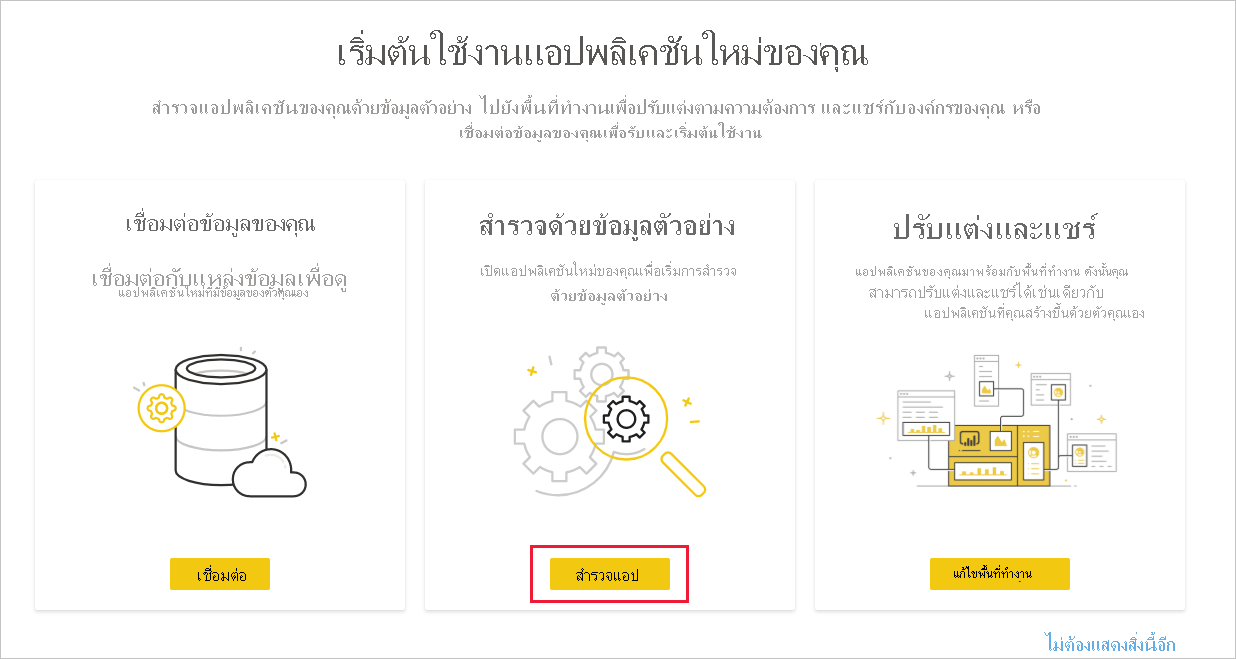 เริ่มต้นใช้งานแอปพลิเคชันใหม่ของคุณ
สำรวจแอปพลิเคชันของคุณด้วยข้อมูลตัวอย่าง ไปยังพื้นที่ทำงานเพื่อปรับแต่งตามความต้องการ และแชร์กับองค์กรของคุณ หรือ
เชื่อมต่อข้อมูลของคุณเพื่อรับและเริ่มต้นใช้งาน
เชื่อมต่อข้อมูลของคุณ
เชื่อมต่อกับแหล่งข้อมูลเพื่อดู
แอปพลิเคชันใหม่ที่มีข้อมูลของตัวคุณเอง
เชื่อมต่อ
สำรวจด้วยข้อมูลตัวอย่าง
เปิดแอปพลิเคชันใหม่ของคุณเพื่อเริ่มการสำรวจ
ด้วยข้อมูลตัวอย่าง
สำรวจแอป
ปรับแต่งและแชร์
แอปพลิเคชันของคุณมาพร้อมกับพื้นที่ทำงาน ดังนั้นคุณ
สามารถปรับแต่งและแชร์ได้เช่นเดียวกับ
แอปพลิเคชันที่คุณสร้างขึ้นด้วยตัวคุณเอง
แก้ไขพื้นที่ทำงาน
ไม่ต้องแสดงสิ่งนี้อีก